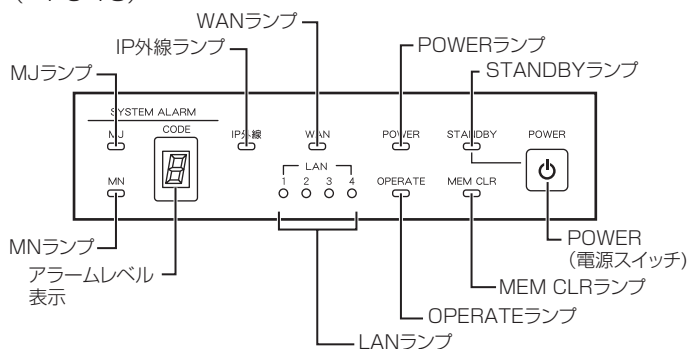 WANランプ
IP外線ランプ
POWERランプ
MJランプ
STANDBYランプ
SYSTEM ALARM
MJ
CODE
IP外線
WAN
POWER
STANDBY
POWER
LAN
1 2 3 4
MN
OPERATE
MEM CLR
MNランプ
アラームレベル
表示
POWER
(電源スイッチ)
MEM CLRランプ
OPERATEランプ
LANランプ